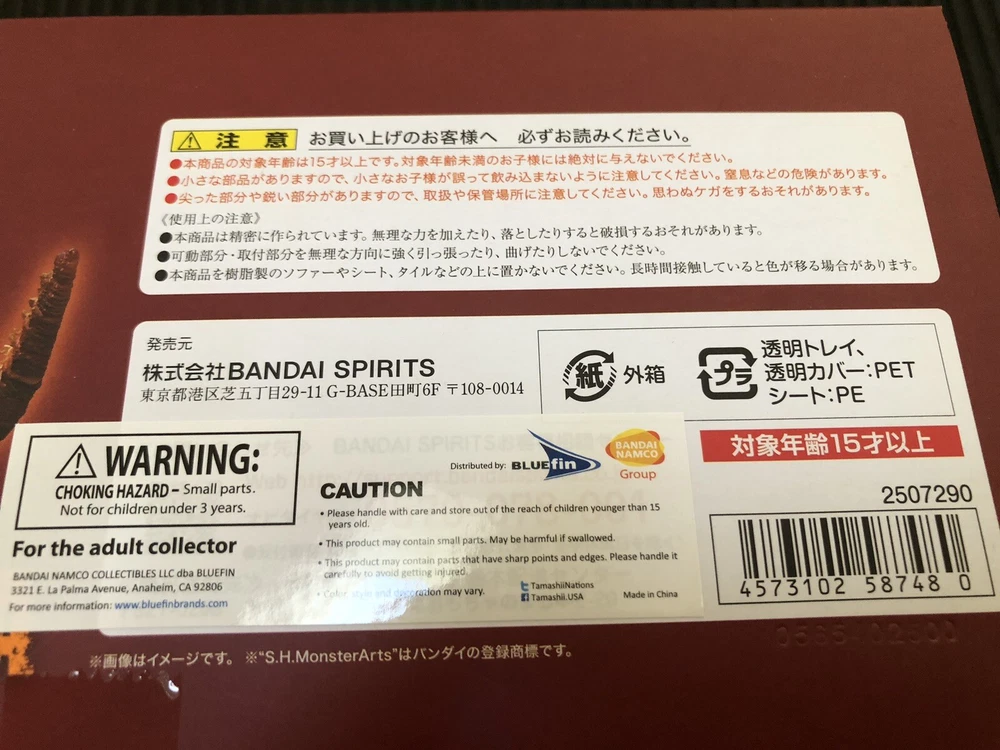 注 意 お買い上げのお客様へ 必ずお読みください。
●本商品の対象年齢は15才以上です。対象年齢未満のお子様には絶対に与えないでください。
●小さな部品がありますので、小さなお子様が誤って飲み込まないように注意してください。窒息などの危険があります。
●尖った部分や鋭い部分がありますので、取扱や保管場所に注意してください。思わぬケガをするおそれがあります。
《使用上の注意》
●本商品は精密に作られています。無理な力を加えたり、落としたりすると破損するおそれがあります。
●可動部分・取付部分を無理な方向に強く引っ張ったり、曲げたりしないでください。
●本商品を樹脂製のソファーやシート、タイルなどの上に置かないでください。長時間接触していると色が移る場合があります。
発売元
株式会社BANDAI SPIRITS
東京都港区芝五丁目29-11 G-BASE田町6F 〒108-0014
紙 外箱
プラ 透明トレイ、
透明カバー:PET
シート:PE
対象年齢15才以上
2507290
4573102 58748 0
WARNING:
CHOKING HAZARD – Small parts.
Not for children under 3 years.
For the adult collector
BANDAI NAMCO COLLECTIBLES LLC dba BLUEFIN
3321 E. La Palma Avenue, Anaheim, CA 92806
For more information: www.bluefinbrands.com
Distributed by: BLUEfin
BANDAI
NAMCO
Group
CAUTION
• Please handle with care and store out of the reach of children younger than 15
years old.
• This product may contain small parts. May be harmful if swallowed.
• This product may contain parts that have sharp points and edges. Please handle it
carefully to avoid getting injured.
• Color, style and decoration may vary.
TamashiiNations
Tamashii.USA
Made in China
※画像はイメージです。 ※“S.H.MonsterArts”はバンダイの登録商標です。